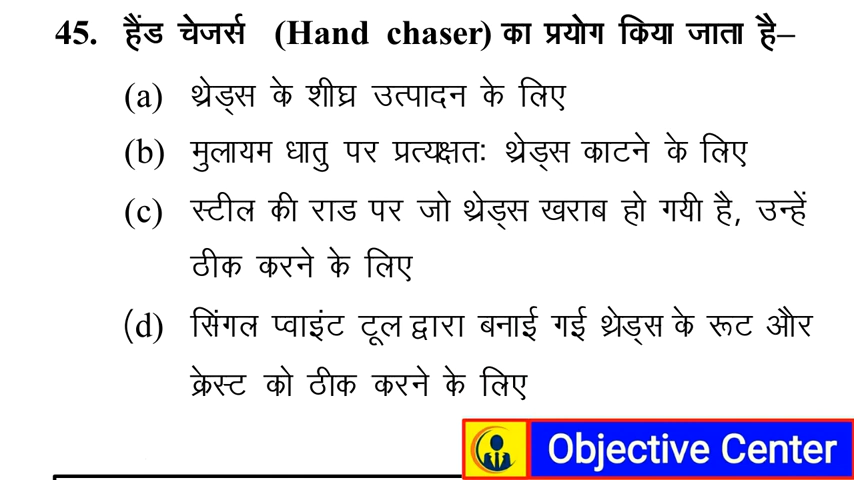 45. हैंड चेजर्स (Hand chaser) का प्रयोग किया जाता है–
(a) थ्रेड्स के शीघ्र उत्पादन के लिए
(b) मुलायम धातु पर प्रत्यक्षतः थ्रेड्स काटने के लिए
(c) स्टील की राड पर जो थ्रेड्स खराब हो गयी है, उन्हें
ठीक करने के लिए
(d) सिंगल प्वाइंट टूल द्वारा बनाई गई थ्रेड्स के रूट और
क्रेस्ट को ठीक करने के लिए
Objective Center